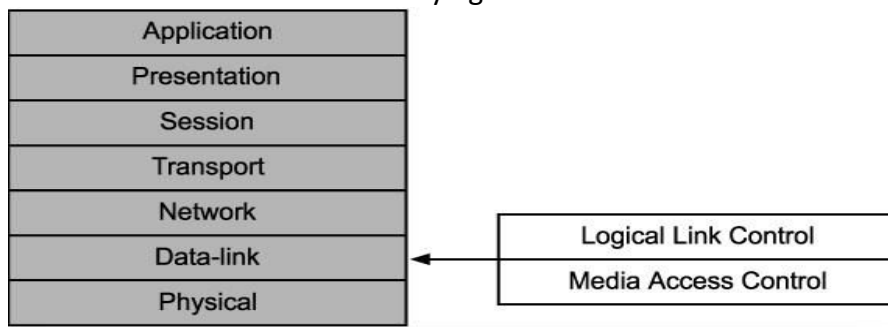 Application
Presentation
Session
Transport
Network
Data-link
Physical
Logical Link Control
Media Access Control